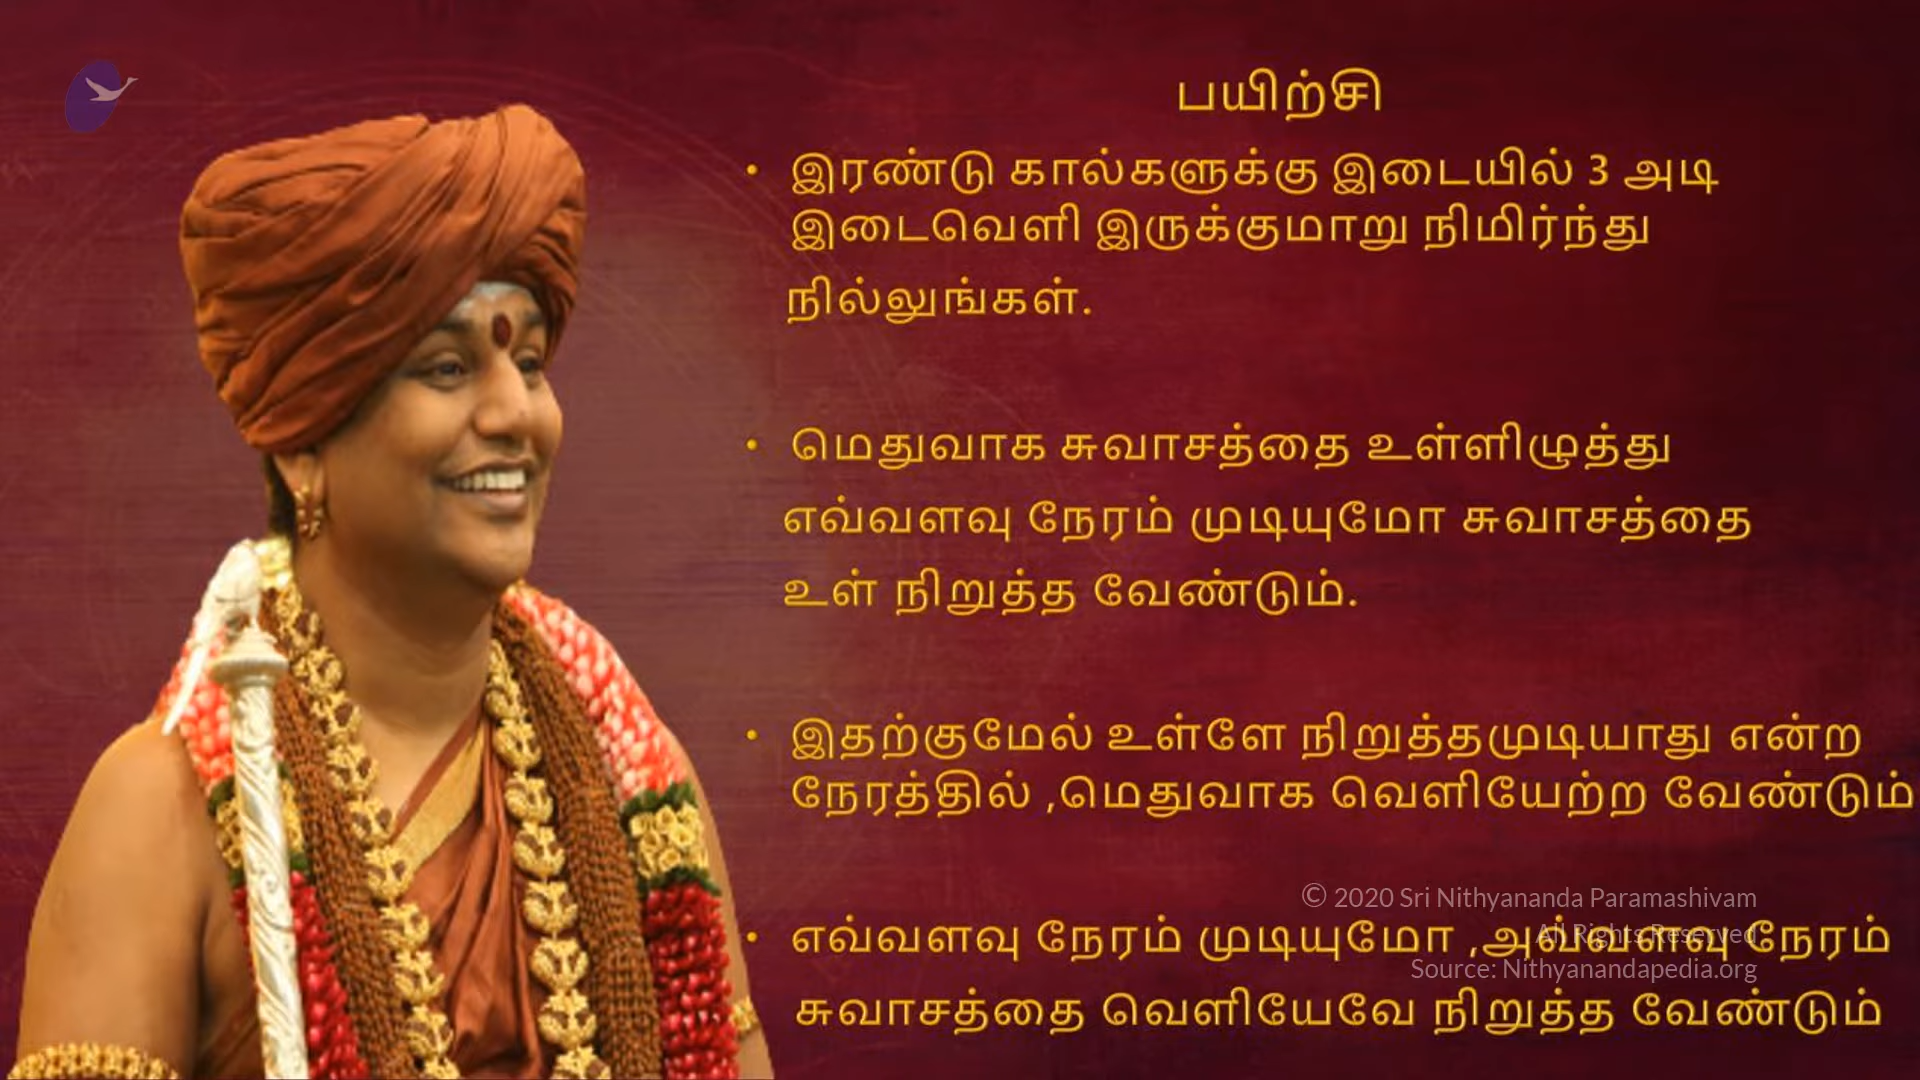 பயிற்சி
• இரண்டு கால்களுக்கு இடையில் 3 அடி
இடைவெளி இருக்குமாறு நிமிர்ந்து
நில்லுங்கள்.
• மெதுவாக சுவாசத்தை உள்ளிழுத்து
எவ்வளவு நேரம் முடியுமோ சுவாசத்தை
உள் நிறுத்த வேண்டும்.
• இதற்குமேல் உள்ளே நிறுத்தமுடியாது என்ற
நேரத்தில் ,மெதுவாக வெளியேற்ற வேண்டும்
• எவ்வளவு நேரம் முடியுமோ ,அவ்வளவு நேரம்
சுவாசத்தை வெளியேவே நிறுத்த வேண்டும்
© 2020 Sri Nithyananda Paramashivam
All Rights Reserved
Source: Nithyanandapedia.org